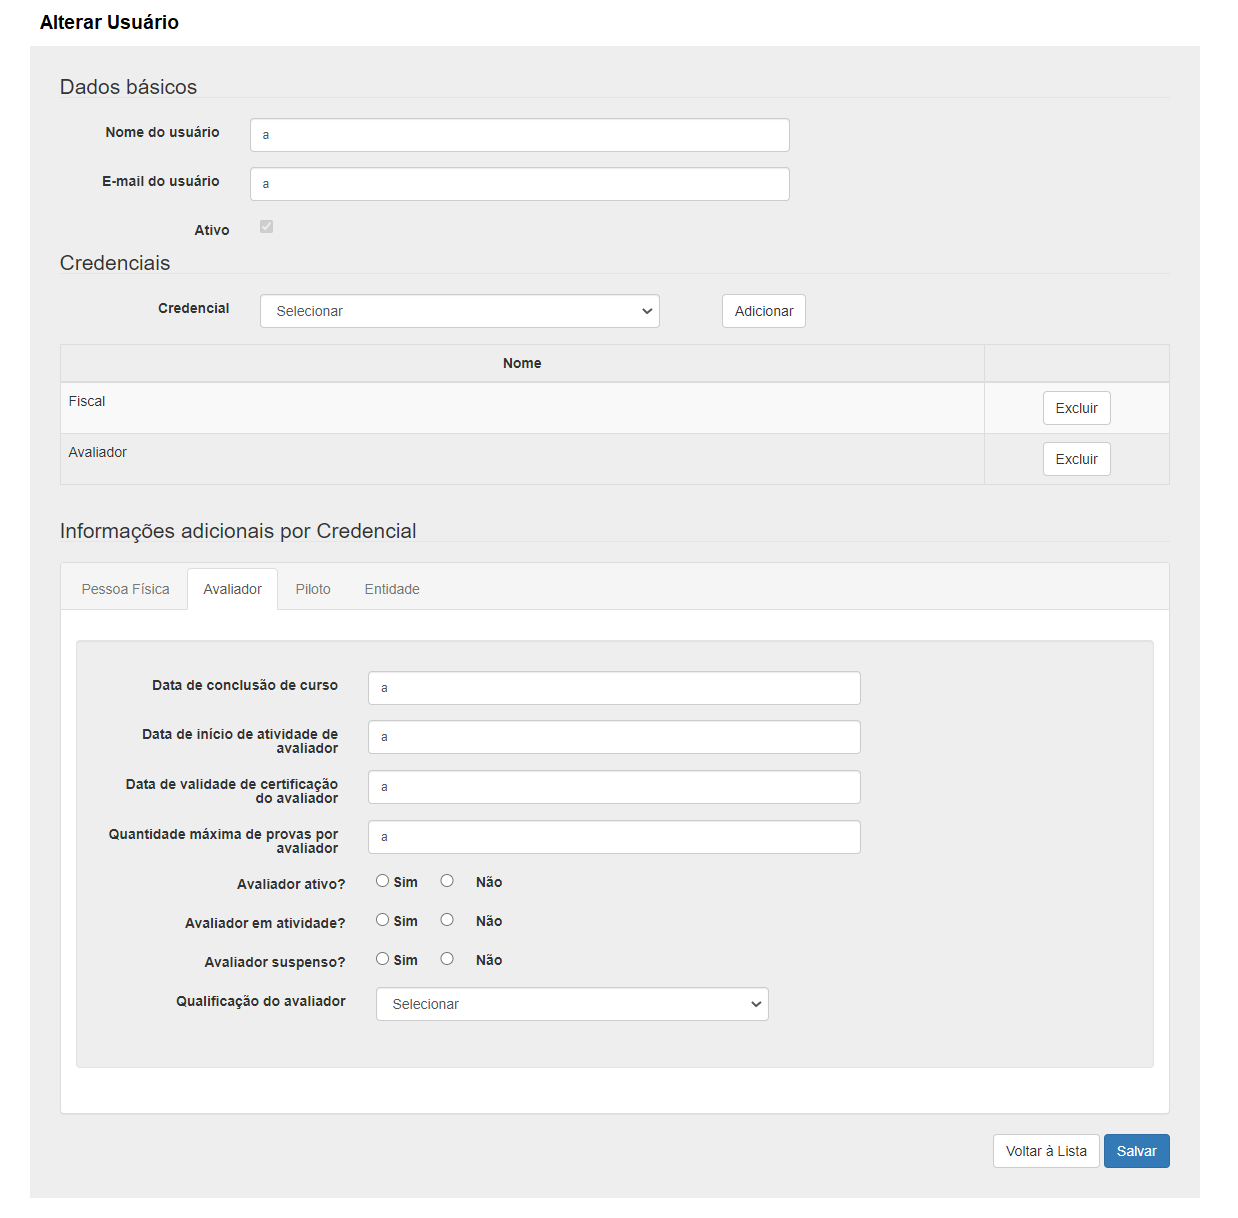 Alterar Usuário
Dados básicos
Nome do usuário a
E-mail do usuário a
Ativo
Credenciais
Credencial Selecionar Adicionar
Nome
Fiscal Excluir
Avaliador Excluir
Informações adicionais por Credencial
Pessoa Física Avaliador Piloto Entidade
Data de conclusão de curso a
Data de início de atividade de
avaliador a
Data de validade de certificação
do avaliador a
Quantidade máxima de provas por
avaliador a
Avaliador ativo? Sim Não
Avaliador em atividade? Sim Não
Avaliador suspenso? Sim Não
Qualificação do avaliador Selecionar
Voltar à Lista Salvar